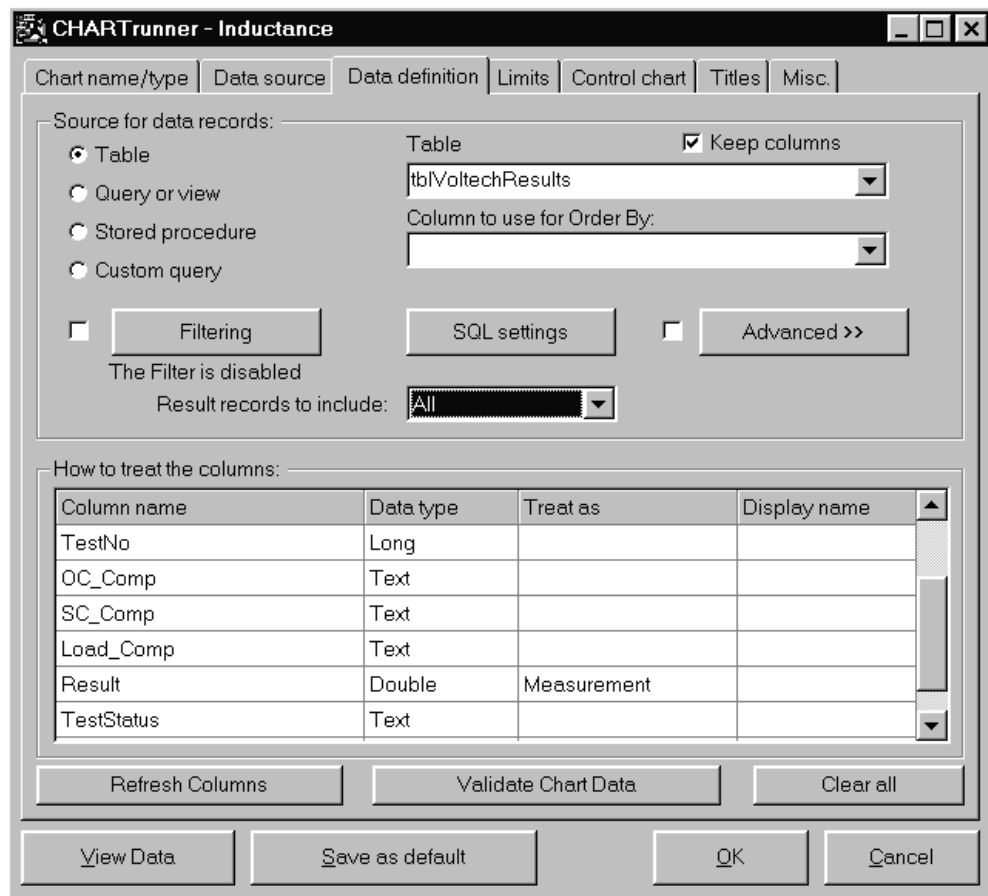 CHARTrunner - Inductance
Chart name/type Data source Data definition Limits Control chart Titles Misc.
Source for data records:
Table
Query or view
Stored procedure
Custom query
Table Keep columns
tblVoltechResults
Column to use for Order By:
Filtering SQL settings Advanced >>
The Filter is disabled
Result records to include: All
How to treat the columns:
Column name Data type Treat as Display name
TestNo Long
OC_Comp Text
SC_Comp Text
Load_Comp Text
Result Double Measurement
TestStatus Text
Refresh Columns Validate Chart Data Clear all
View Data Save as default OK Cancel